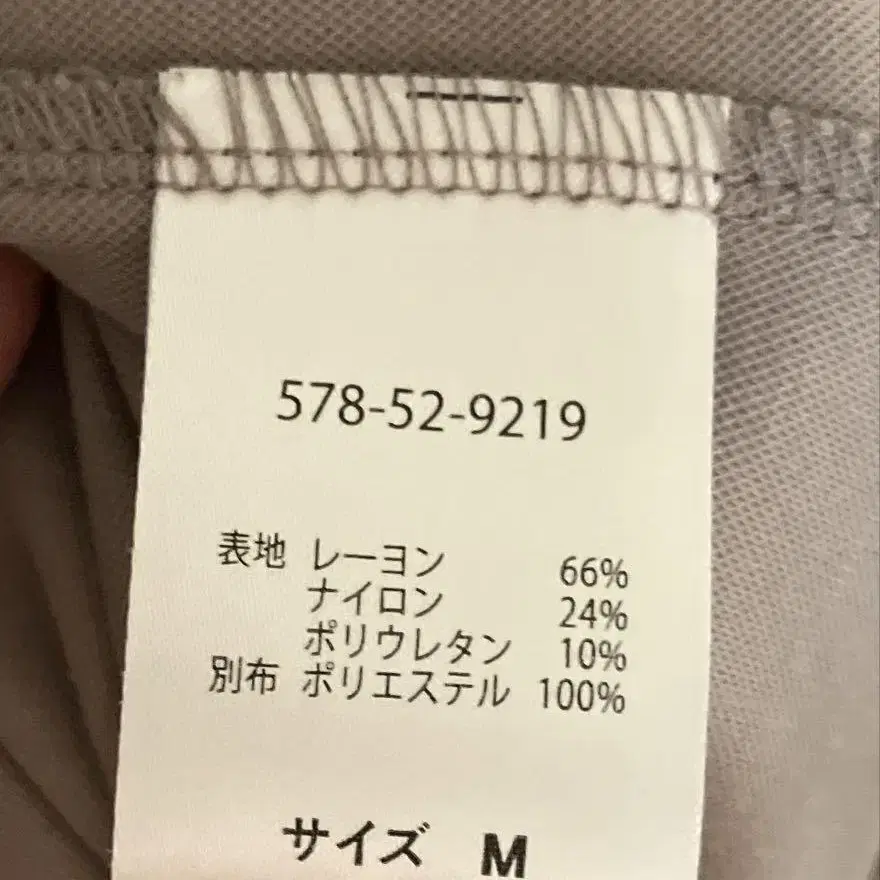 578-52-9219
表地 レーヨン 66%
ナイロン 24%
ポリウレタン 10%
別布 ポリエステル 100%
サイズ M